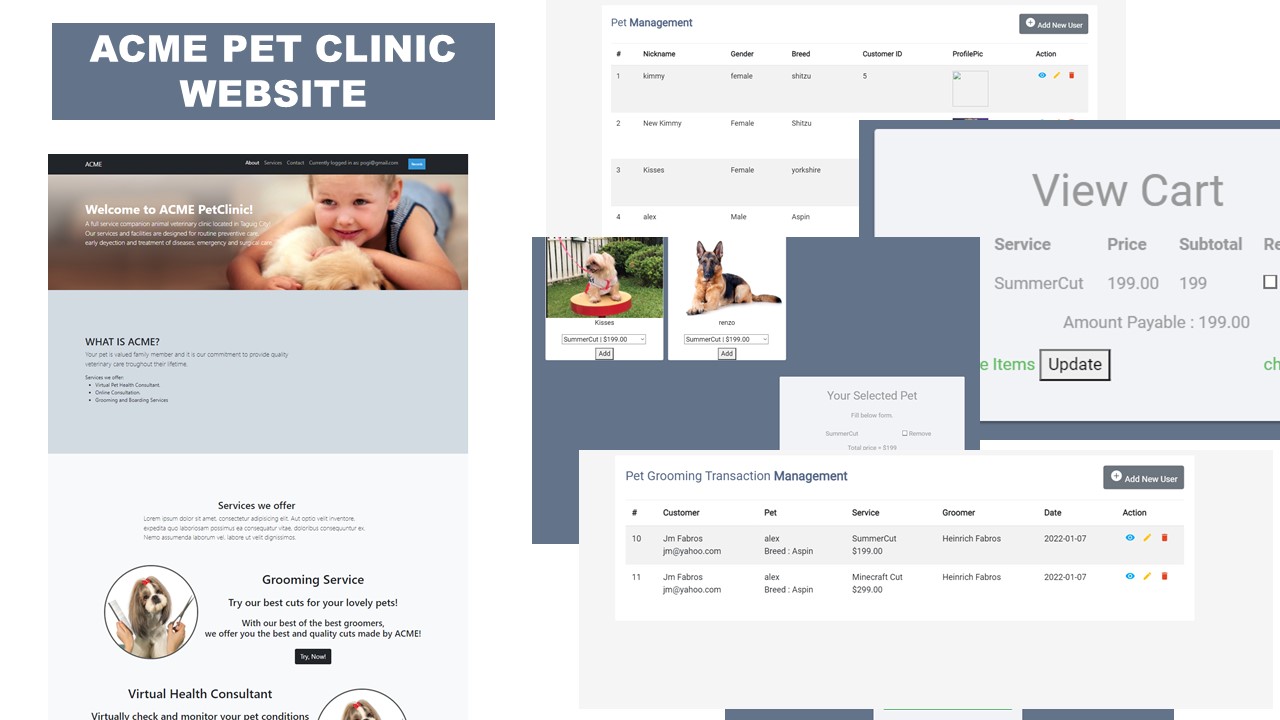 ACME PET CLINIC
WEBSITE
ACME
About Services Contact Currently logged in as: pogi@gmail.com
Welcome to ACME PetClinic!
A full service companion animal veterinary clinic located in Taguig City!
Our services and facilities are designed for routine preventive care,
early deyection and treatment of diseases, emergency and surgical care.
WHAT IS ACME?
Your pet is valued family member and it is our commitment to provide quality
veterinary care troughout their lifetime.
Services we offer:
Virtual Pet Health Consultant.
Online Consultation.
Grooming and Boarding Services
Services we offer
Lorem ipsum dolor sit amet, consectetur adipisicing elit. Aut optio velit inventore,
expedita quo laboriosam possimus ea consequatur vitae, doloribus consequuntur ex.
Nemo assumenda laborum vel, labore ut velit dignissimos.
Grooming Service
Try our best cuts for your lovely pets!
With our best of the best groomers,
we offer you the best and quality cuts made by ACME!
Try, Now!
Virtual Health Consultant
Virtually check and monitor your pet conditions
Pet Management
Add New User
# Nickname Gender Breed Customer ID ProfilePic Action
1 kimmy female shitzu 5
2 New Kimmy Female Shitzu
3 Kisses Female yorkshire
4 alex Male Aspin
View Cart
Service Price Subtotal Re
SummerCut 199.00 199
Amount Payable : 199.00
e Items Update ch
Kisses renzo
SummerCut | $199.00 SummerCut | $199.00
Add Add
Your Selected Pet
Fill below form.
SummerCut Remove
Total price = $199
Pet Grooming Transaction Management
Add New User
# Customer Pet Service Groomer Date Action
10 Jm Fabros alex SummerCut Heinrich Fabros 2022-01-07
jm@yahoo.com Breed : Aspin $199.00
11 Jm Fabros alex Minecraft Cut Heinrich Fabros 2022-01-07
jm@yahoo.com Breed : Aspin $299.00